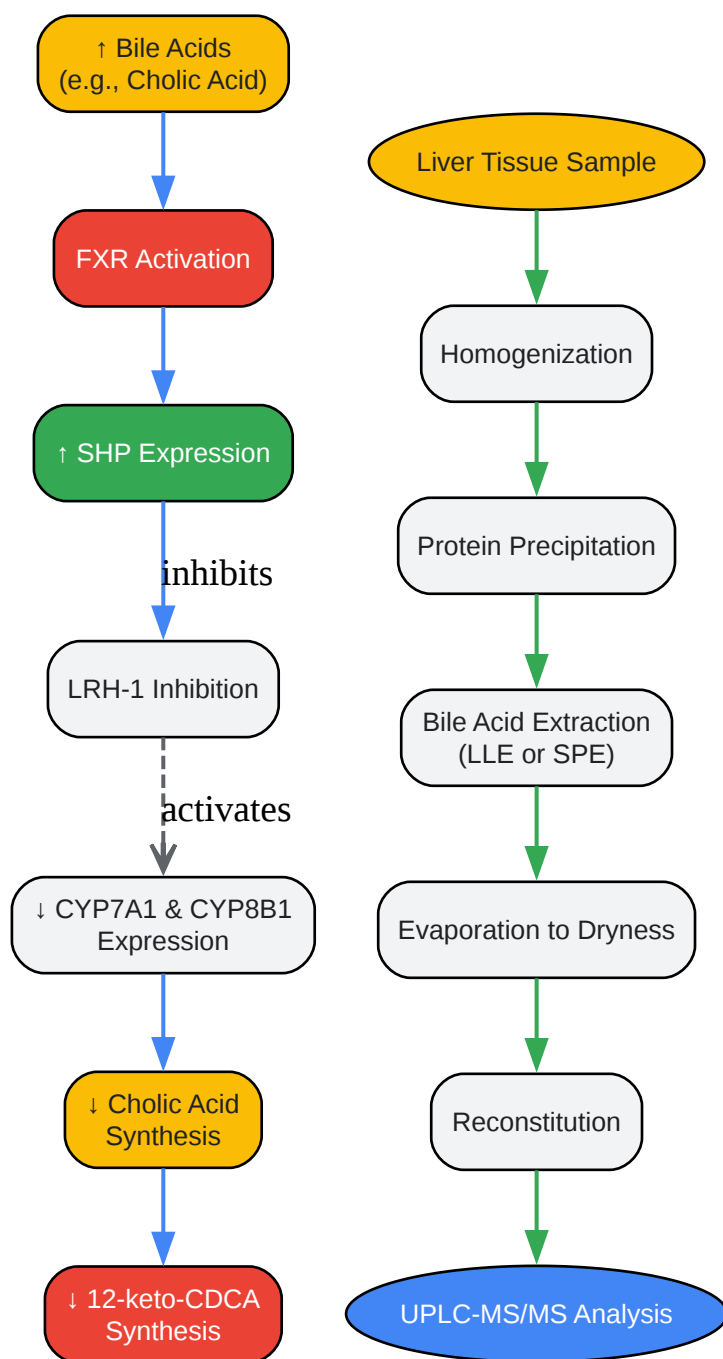 ↑ Bile Acids
(e.g., Cholic Acid)
FXR Activation
↑ SHP Expression
inhibits
LRH-1 Inhibition
activates
↓ CYP7A1 & CYP8B1
Expression
↓ Cholic Acid
Synthesis
↓ 12-keto-CDCA
Synthesis
Liver Tissue Sample
Homogenization
Protein Precipitation
Bile Acid Extraction
(LLE or SPE)
Evaporation to Dryness
Reconstitution
UPLC-MS/MS Analysis